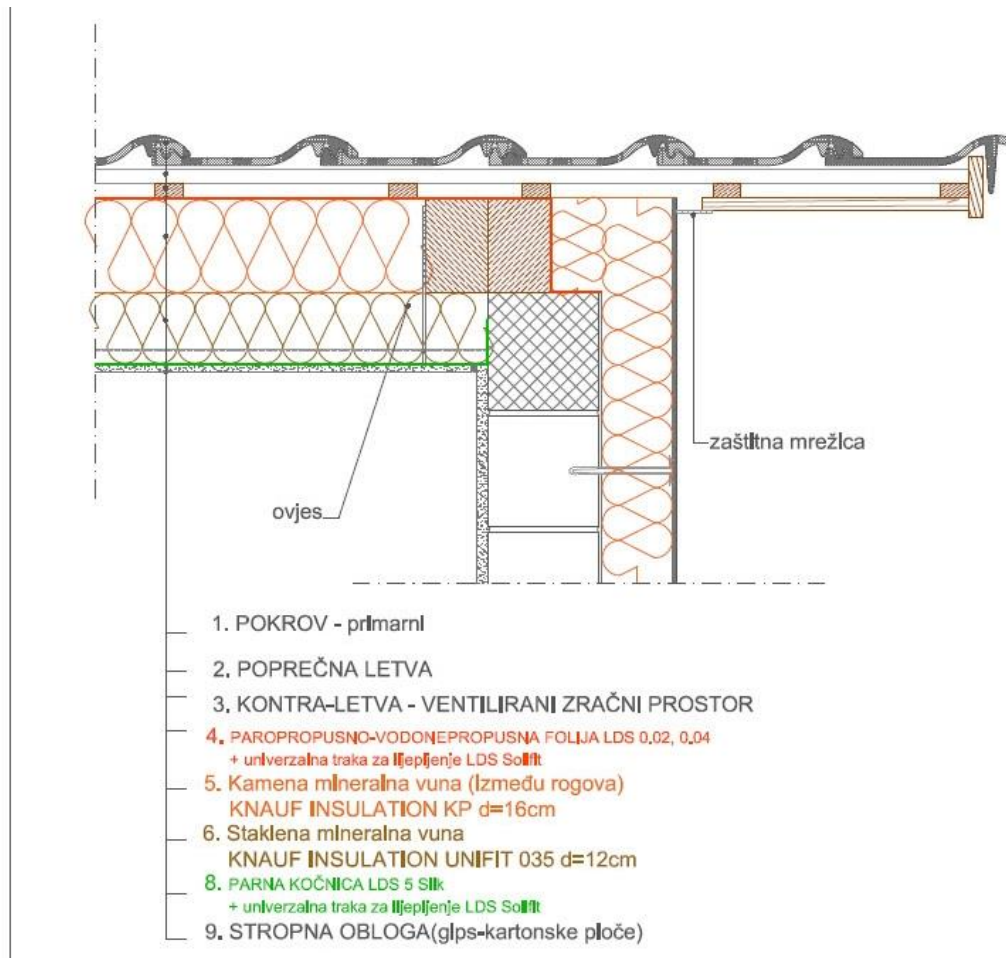 zaštitna mrežica
ovjes
1. POKROV - primarni
2. POPREČNA LETVA
3. KONTRA-LETVA - VENTILIRANI ZRAČNI PROSTOR
4. PAROPROPUSNO-VODONEPROPUSNA FOLIJA LDS 0.02, 0.04
+ univerzalna traka za lijepljenje LDS Solifit
5. Kamena mineralna vuna (između rogova)
KNAUF INSULATION KP d=16cm
6. Staklena mineralna vuna
KNAUF INSULATION UNIFIT 035 d=12cm
8. PARNA KOČNICA LDS 5 Silk
+ univerzalna traka za lijepljenje LDS Solifit
9. STROPNA OBLOGA(gips-kartonske ploče)